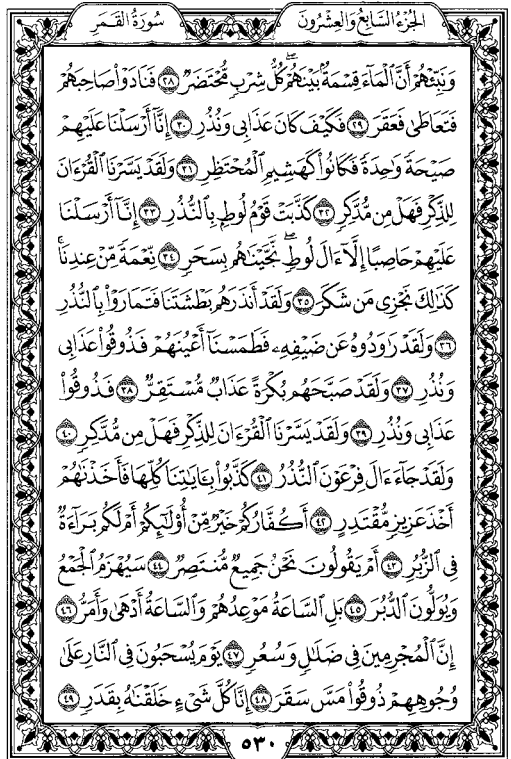 الجزء السابع والعشرون
سورة القمر
وَنَبِّئْهُمْ أَنَّ ٱلْمَآءَ قِسْمَةٌۢ بَيْنَهُمْۖ كُلُّ شِرْبٍ مُّحْتَضَرٌ ۝٢٨ فَنَادَوْا۟ صَاحِبَهُمْ
فَتَعَاطَىٰ فَعَقَرَ ۝٢٩ فَكَيْفَ كَانَ عَذَابِى وَنُذُرِ ۝٣٠ إِنَّآ أَرْسَلْنَا عَلَيْهِمْ
صَيْحَةً وَٰحِدَةً فَكَانُوا۟ كَهَشِيمِ ٱلْمُحْتَظِرِ ۝٣١ وَلَقَدْ يَسَّرْنَا ٱلْقُرْءَانَ
لِلذِّكْرِ فَهَلْ مِن مُّدَّكِرٍ ۝٣٢ كَذَّبَتْ قَوْمُ لُوطٍۭ بِٱلنُّذُرِ ۝٣٣ إِنَّآ أَرْسَلْنَا
عَلَيْهِمْ حَاصِبًا إِلَّآ ءَالَ لُوطٍۖ نَّجَّيْنَٰهُم بِسَحَرٍ ۝٣٤ نِّعْمَةً مِّنْ عِندِنَاۚ
كَذَٰلِكَ نَجْزِى مَن شَكَرَ ۝٣٥ وَلَقَدْ أَنذَرَهُم بَطْشَتَنَا فَتَمَارَوْا۟ بِٱلنُّذُرِ
۝٣٦ وَلَقَدْ رَٰوَدُوهُ عَن ضَيْفِهِۦ فَطَمَسْنَآ أَعْيُنَهُمْ فَذُوقُوا۟ عَذَابِى
وَنُذُرِ ۝٣٧ وَلَقَدْ صَبَّحَهُم بُكْرَةً عَذَابٌ مُّسْتَقِرٌّ ۝٣٨ فَذُوقُوا۟
عَذَابِى وَنُذُرِ ۝٣٩ وَلَقَدْ يَسَّرْنَا ٱلْقُرْءَانَ لِلذِّكْرِ فَهَلْ مِن مُّدَّكِرٍ ۝٤٠
وَلَقَدْ جَآءَ ءَالَ فِرْعَوْنَ ٱلنُّذُرُ ۝٤١ كَذَّبُوا۟ بِـَٔايَٰتِنَا كُلِّهَا فَأَخَذْنَٰهُمْ
أَخْذَ عَزِيزٍ مُّقْتَدِرٍ ۝٤٢ أَكُفَّارُكُمْ خَيْرٌ مِّنْ أُو۟لَٰٓئِكُمْ أَمْ لَكُم بَرَآءَةٌ
فِى ٱلزُّبُرِ ۝٤٣ أَمْ يَقُولُونَ نَحْنُ جَمِيعٌ مُّنتَصِرٌ ۝٤٤ سَيُهْزَمُ ٱلْجَمْعُ
وَيُوَلُّونَ ٱلدُّبُرَ ۝٤٥ بَلِ ٱلسَّاعَةُ مَوْعِدُهُمْ وَٱلسَّاعَةُ أَدْهَىٰ وَأَمَرُّ ۝٤٦
إِنَّ ٱلْمُجْرِمِينَ فِى ضَلَٰلٍ وَسُعُرٍ ۝٤٧ يَوْمَ يُسْحَبُونَ فِى ٱلنَّارِ عَلَىٰ
وُجُوهِهِمْ ذُوقُوا۟ مَسَّ سَقَرَ ۝٤٨ إِنَّا كُلَّ شَىْءٍ خَلَقْنَٰهُ بِقَدَرٍ ۝٤٩
٥٣٠